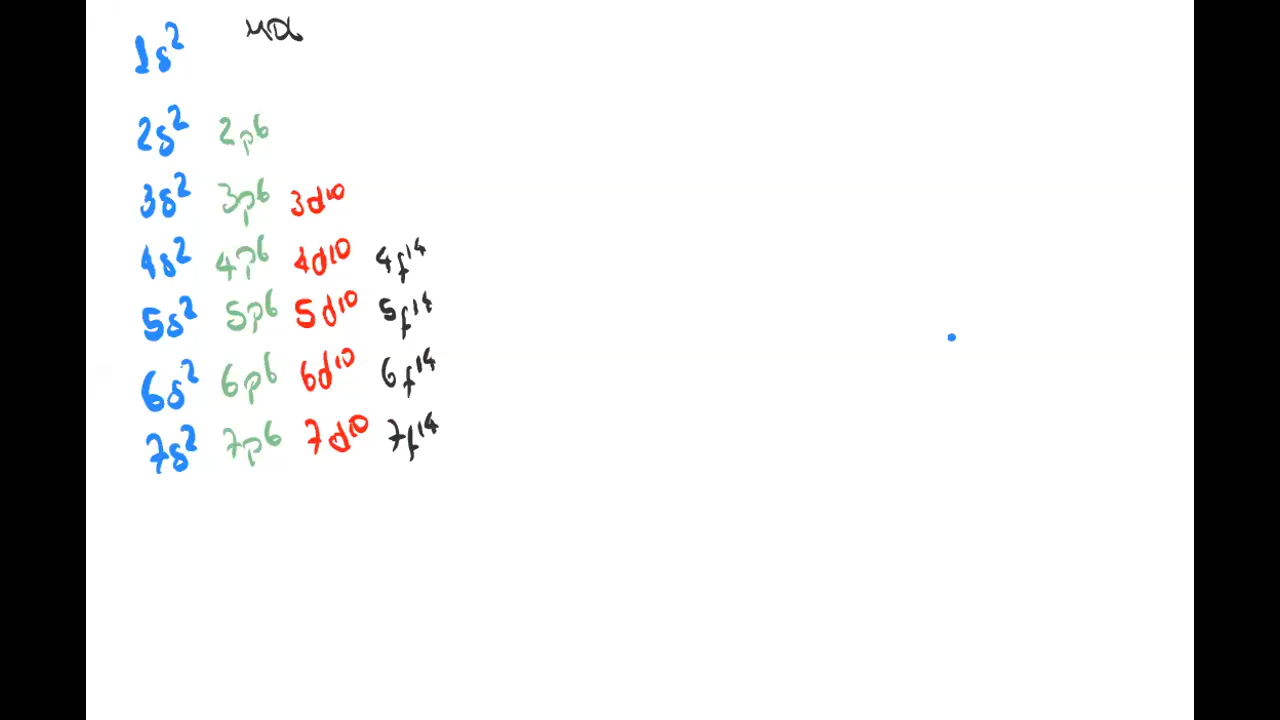 1s²
2s² 2p⁶
3s² 3p⁶ 3d¹⁰
4s² 4p⁶ 4d¹⁰ 4f¹⁴
5s² 5p⁶ 5d¹⁰ 5f¹⁴
6s² 6p⁶ 6d¹⁰ 6f¹⁴
7s² 7p⁶ 7d¹⁰ 7f¹⁴